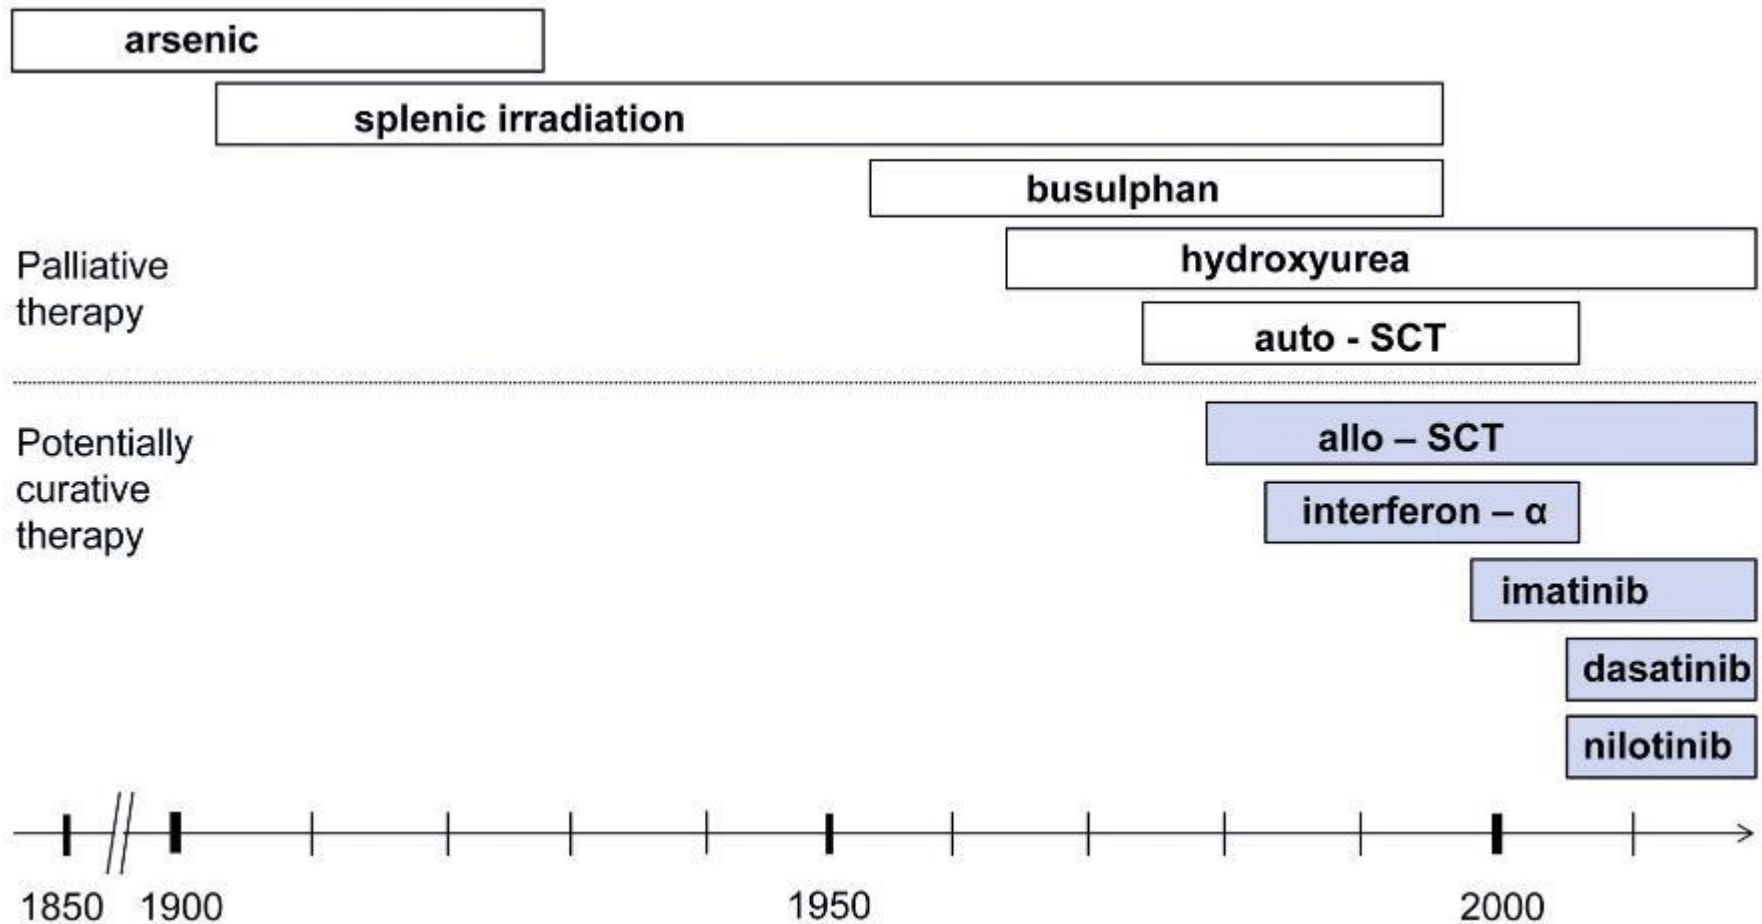 arsenic
splenic irradiation
busulphan
hydroxyurea
auto - SCT
Palliative
therapy
allo – SCT
interferon – α
imatinib
dasatinib
nilotinib
Potentially
curative
therapy
1850 1900 1950 2000